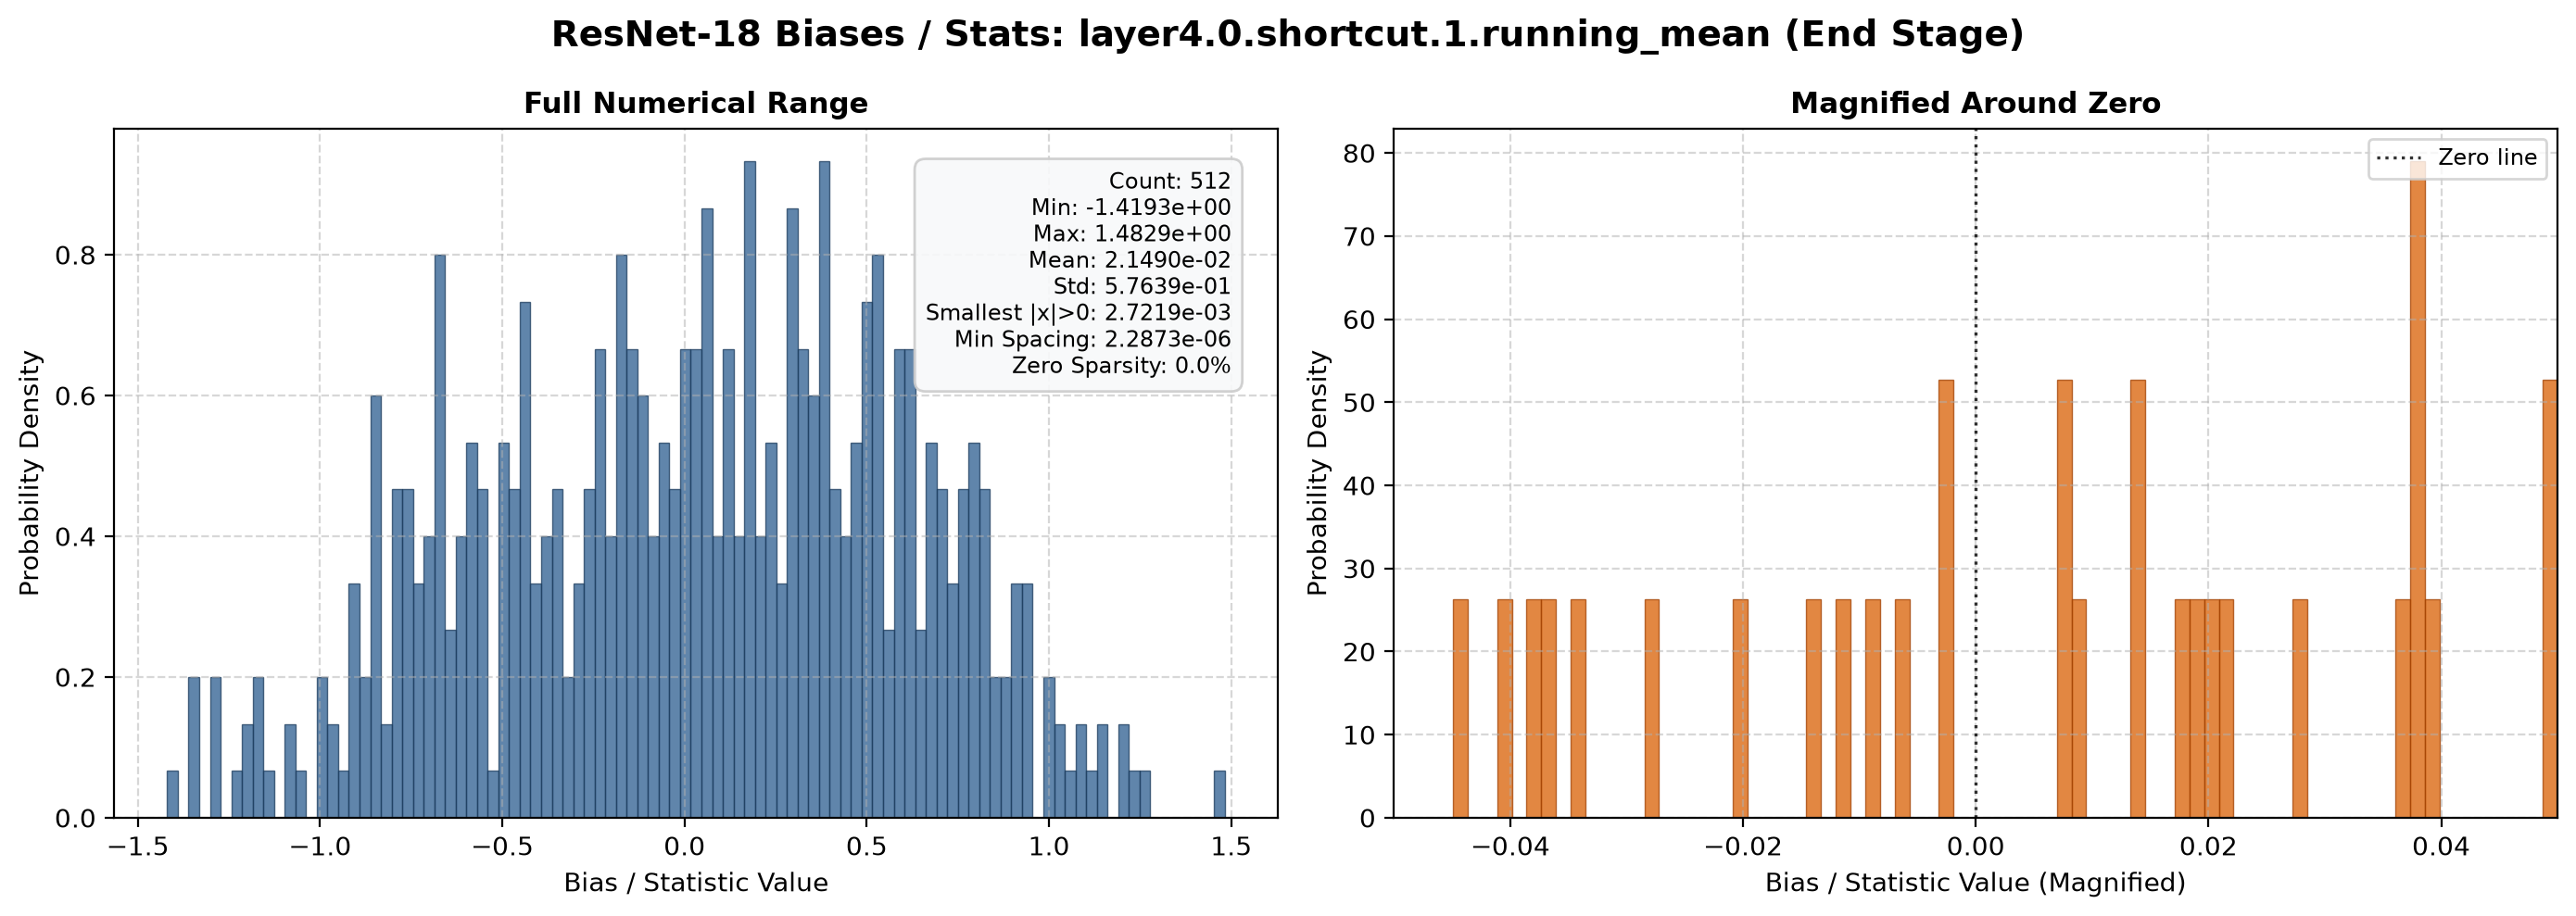 ResNet-18 Biases / Stats: layer4.0.shortcut.1.running_mean (End Stage)
Full Numerical Range
Probability Density
0.8
0.6
0.4
0.2
0.0
Count: 512
Min: -1.4193e+00
Max: 1.4829e+00
Mean: 2.1490e-02
Std: 5.7639e-01
Smallest |x|>0: 2.7219e-03
Min Spacing: 2.2873e-06
Zero Sparsity: 0.0%
−1.5 −1.0 −0.5 0.0 0.5 1.0 1.5
Bias / Statistic Value
Magnified Around Zero
Probability Density
80
70
60
50
40
30
20
10
0
Zero line
−0.04 −0.02 0.00 0.02 0.04
Bias / Statistic Value (Magnified)